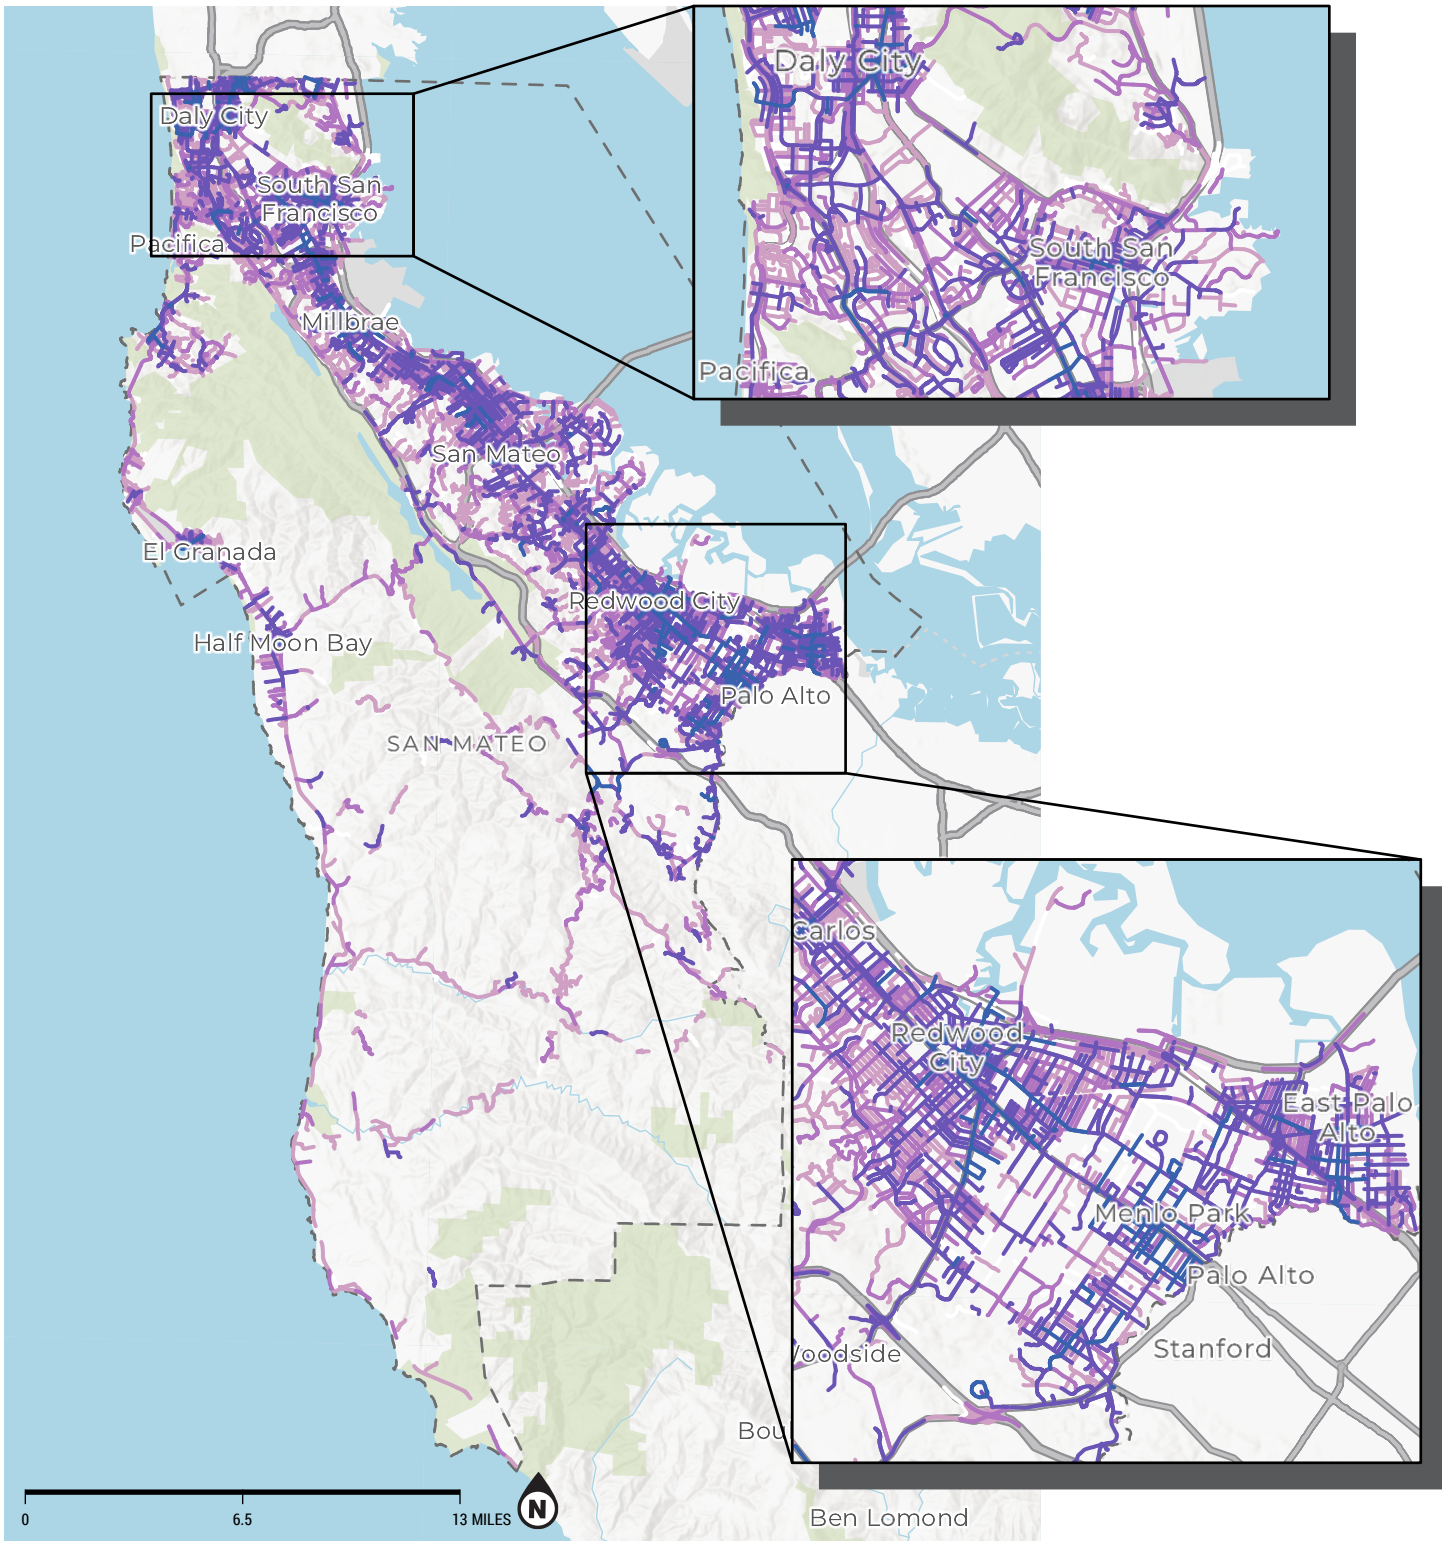 Daly City
South San
Francisco
Pacifica
Millbrae
San Mateo
El Granada
Half Moon Bay
Redwood City
Palo Alto
SAN MATEO
Daly City
South San
Francisco
Pacifica
Carlos
Redwood
City
East Palo
Alto
Menlo Park
Palo Alto
Stanford
Woodside
Bou
Ben Lomond
0
6.5
13 MILES
N